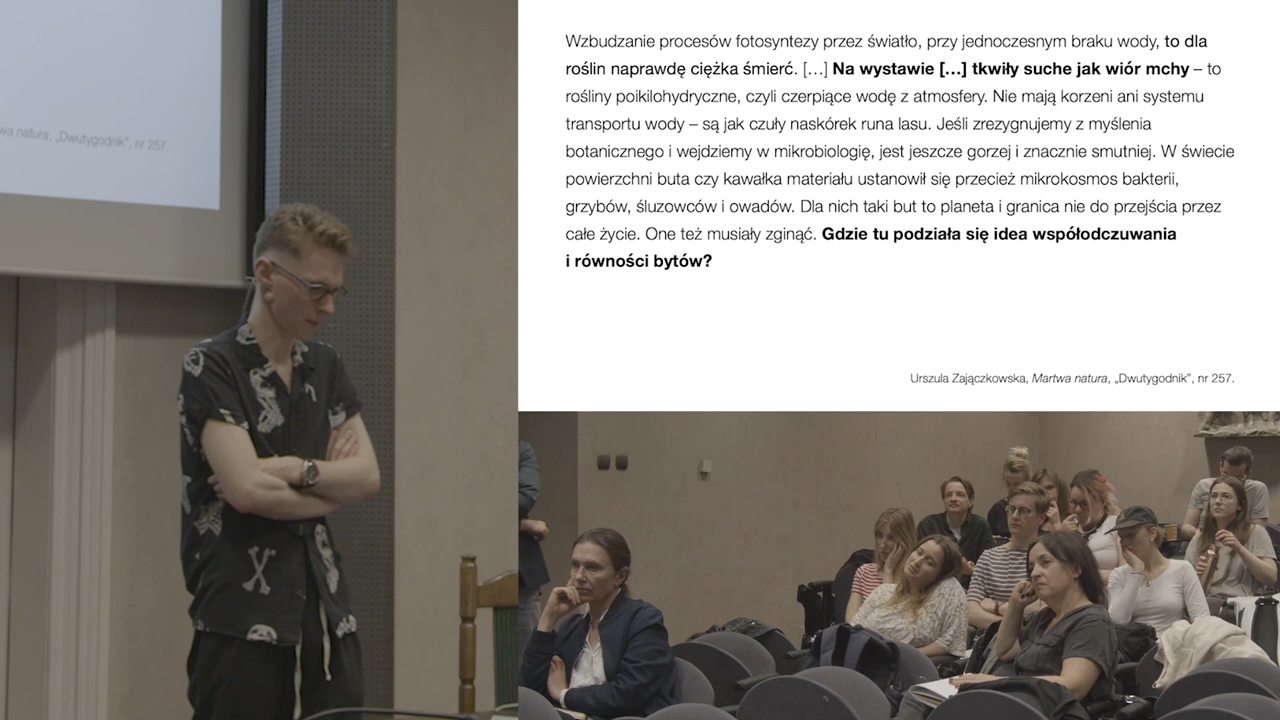 wa natura, „Dwutygodnik”, nr 257.
Wzbudzanie procesów fotosyntezy przez światło, przy jednoczesnym braku wody, to dla
roślin naprawdę ciężka śmierć. […] Na wystawie […] tkwiły suche jak wiór mchy – to
rośliny poikilohydryczne, czyli czerpiące wodę z atmosfery. Nie mają korzeni ani systemu
transportu wody – są jak czuły naskórek runa lasu. Jeśli zrezygnujemy z myślenia
botanicznego i wejdziemy w mikrobiologię, jest jeszcze gorzej i znacznie smutniej. W świecie
powierzchni buta czy kawałka materiału ustanowił się przecież mikrokosmos bakterii,
grzybów, śluzowców i owadów. Dla nich taki but to planeta i granica nie do przejścia przez
całe życie. One też musiały zginąć. Gdzie tu podziała się idea współodczuwania
i równości bytów?
Urszula Zajączkowska, Martwa natura, „Dwutygodnik”, nr 257.